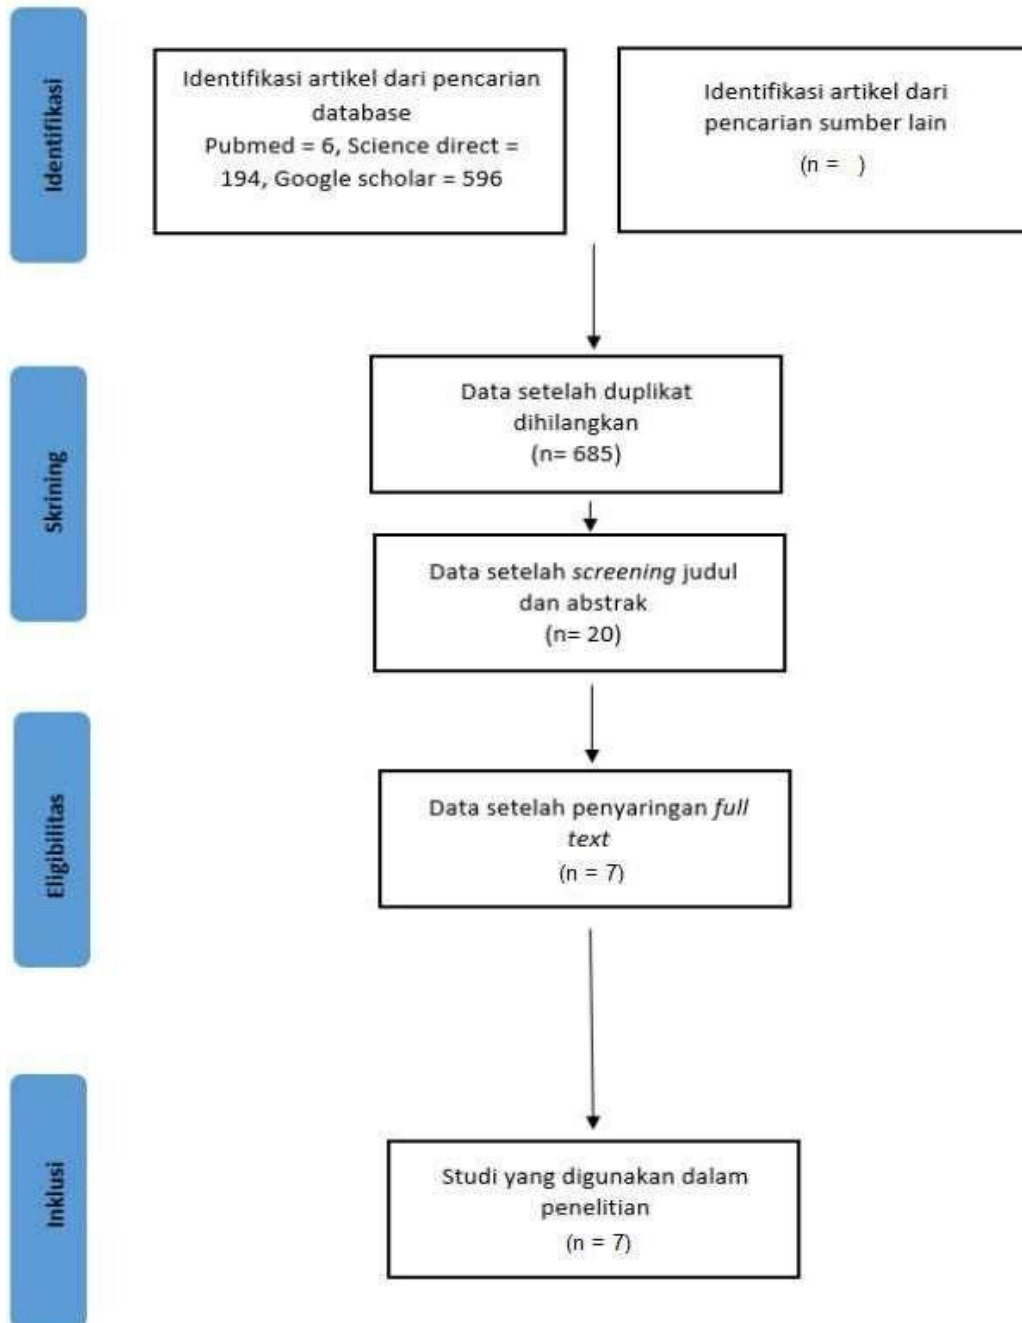 Identifikasi
Identifikasi artikel dari pencarian
database
Pubmed = 6, Science direct =
194, Google scholar = 596
Identifikasi artikel dari
pencarian sumber lain
(n =   )
Skrining
Data setelah duplikat
dihilangkan
(n= 685)
Data setelah screening judul
dan abstrak
(n= 20)
Eligibilitas
Data setelah penyaringan full
text
(n = 7)
Inklusi
Studi yang digunakan dalam
penelitian
(n = 7)